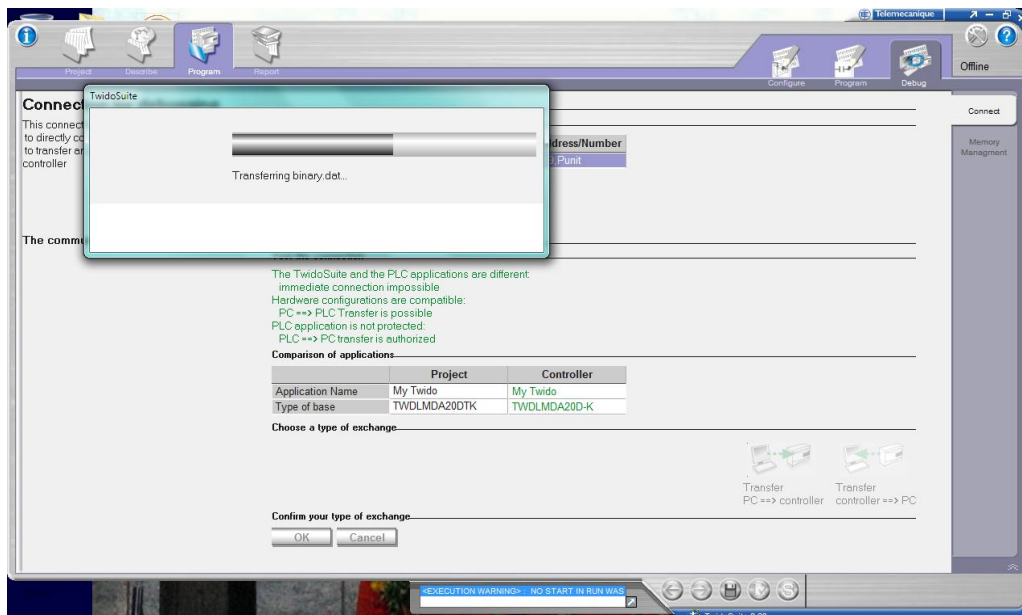 Telemecanique
Project
Describe
Program
Report
Configure
Program
Debug
Offline
Connec
TwidoSuite
This connect
to directly co
to transfer an
controller
Connect
Memory
Managment
dress/Number
Punit
Transferring binary.dat...
The commu
The TwidoSuite and the PLC applications are different:
immediate connection impossible
Hardware configurations are compatible:
PC ==> PLC Transfer is possible
PLC application is not protected:
PLC ==> PC transfer is authorized
Comparison of applications
Project Controller
Application Name My Twido My Twido
Type of base TWDLMDA20DTK TWDLMDA20D-K
Choose a type of exchange
Transfer
PC ==> controller
Transfer
controller ==> PC
Confirm your type of exchange
OK Cancel
<EXECUTION WARNING> : NO START IN RUN WAS